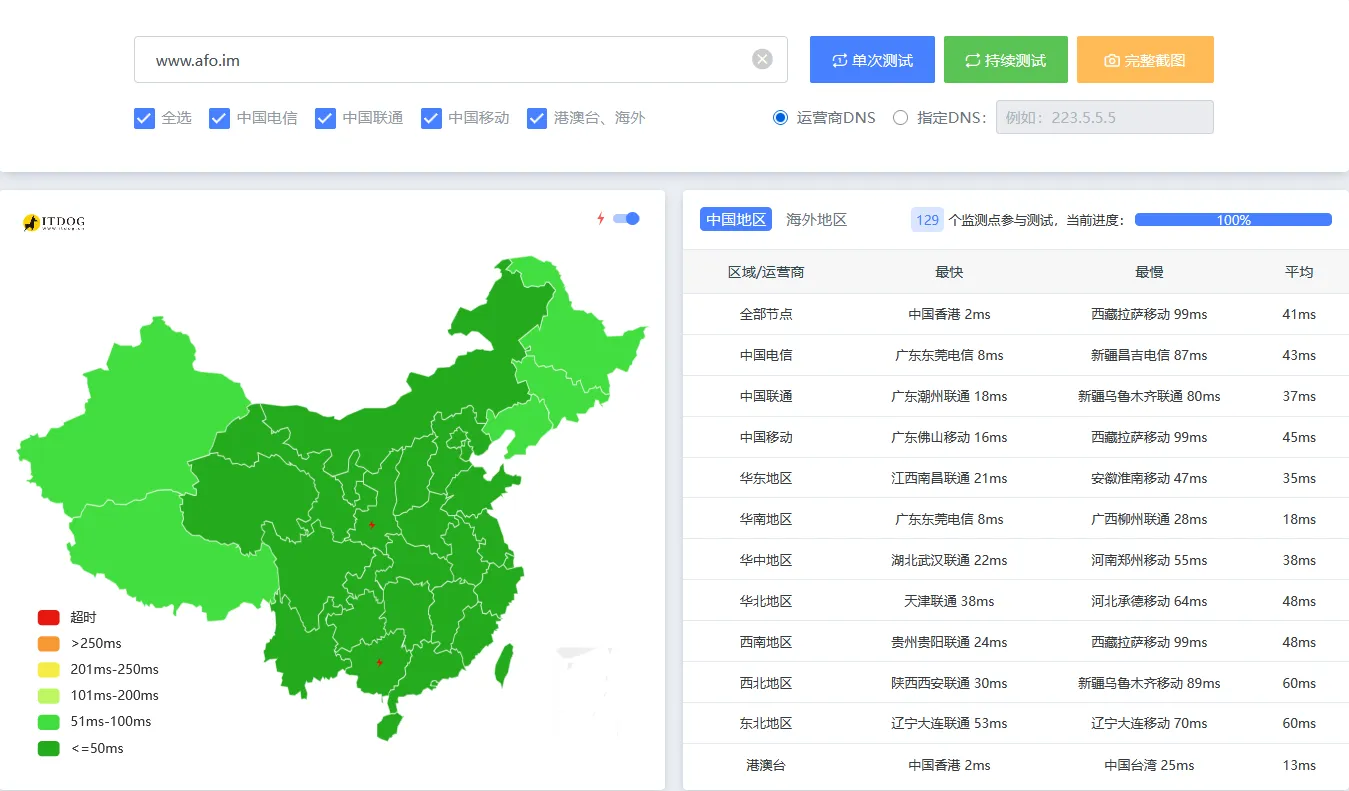 www.afo.im
单次测试 持续测试 完整截图
全选 中国电信 中国联通 中国移动 港澳台、海外 运营商DNS 指定DNS： 例如：223.5.5.5
ITDOG
www.itdog.cn
中国地区 海外地区 129 个监测点参与测试，当前进度： 100%
区域/运营商 最快 最慢 平均
全部节点 中国香港 2ms 西藏拉萨移动 99ms 41ms
中国电信 广东东莞电信 8ms 新疆昌吉电信 87ms 43ms
中国联通 广东潮州联通 18ms 新疆乌鲁木齐联通 80ms 37ms
中国移动 广东佛山移动 16ms 西藏拉萨移动 99ms 45ms
华东地区 江西南昌联通 21ms 安徽淮南移动 47ms 35ms
华南地区 广东东莞电信 8ms 广西柳州联通 28ms 18ms
华中地区 湖北武汉联通 22ms 河南郑州移动 55ms 38ms
华北地区 天津联通 38ms 河北承德移动 64ms 48ms
西南地区 贵州贵阳联通 24ms 西藏拉萨移动 99ms 48ms
西北地区 陕西西安联通 30ms 新疆乌鲁木齐移动 89ms 60ms
东北地区 辽宁大连联通 53ms 辽宁大连移动 70ms 60ms
港澳台 中国香港 2ms 中国台湾 25ms 13ms
超时
>250ms
201ms-250ms
101ms-200ms
51ms-100ms
<=50ms